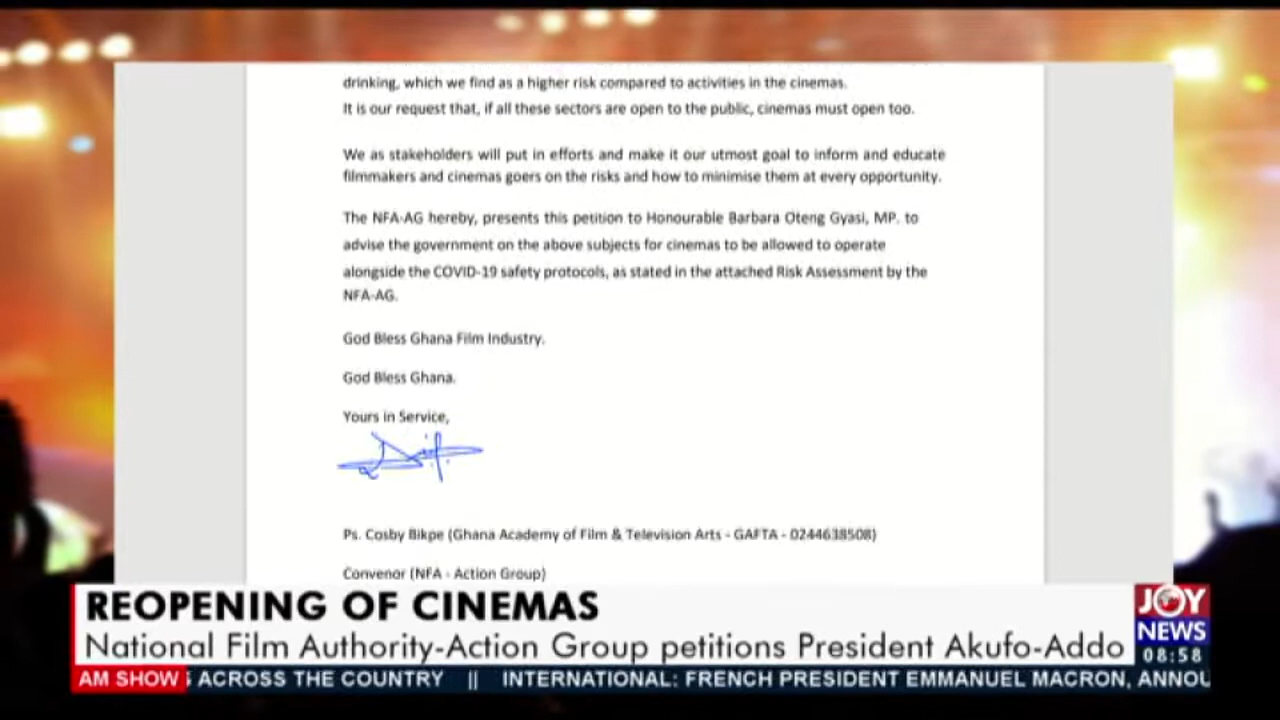 drinking, which we find as a higher risk compared to activities in the cinemas.
It is our request that, if all these sectors are open to the public, cinemas must open too.
We as stakeholders will put in efforts and make it our utmost goal to inform and educate
filmmakers and cinemas goers on the risks and how to minimise them at every opportunity.
The NFA-AG hereby, presents this petition to Honourable Barbara Oteng Gyasi, MP. to
advise the government on the above subjects for cinemas to be allowed to operate
alongside the COVID-19 safety protocols, as stated in the attached Risk Assessment by the
NFA-AG.
God Bless Ghana Film Industry.
God Bless Ghana.
Yours in Service,
Ps. Cosby Bikpe (Ghana Academy of Film & Television Arts - GAFTA - 0244638508)
Convenor (NFA - Action Group)
REOPENING OF CINEMAS
National Film Authority-Action Group petitions President Akufo-Addo
JOY
NEWS
08:58
AM SHOW
ACROSS THE COUNTRY || INTERNATIONAL: FRENCH PRESIDENT EMMANUEL MACRON, ANNOU